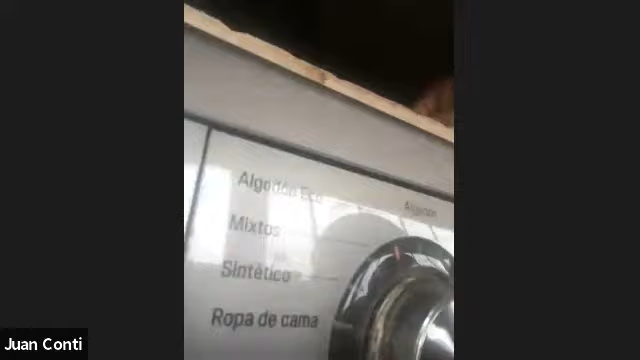 Algodón Eco
Algodón
Mixtos
Sintético
Ropa de cama
Juan Conti